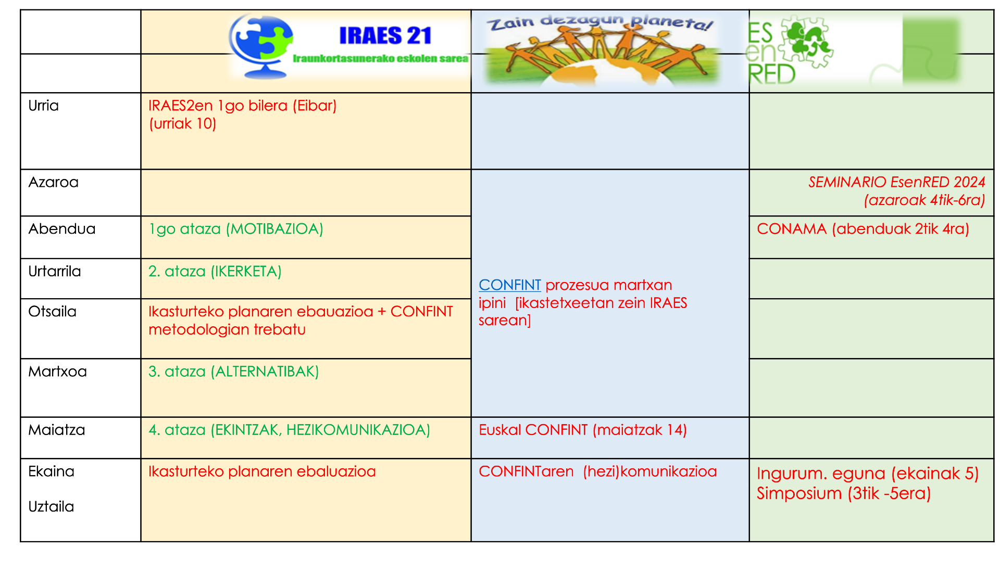 IRAES 21
Iraunkortasunerako eskolen sarea
Zain dezagun planeta!
ES
en
RED
Urria
IRAES2en 1go bilera (Eibar)
(urriak 10)
Azaroa
SEMINARIO EsenRED 2024
(azaroak 4tik-6ra)
Abendua
1go ataza (MOTIBAZIOA)
CONAMA (abenduak 2tik 4ra)
Urtarrila
2. ataza (IKERKETA)
CONFINT prozesua martxan
ipini [ikastetxeetan zein IRAES
sarean]
Otsaila
Ikasturteko planaren ebauazioa + CONFINT
metodologian trebatu
Martxoa
3. ataza (ALTERNATIBAK)
Maiatza
4. ataza (EKINTZAK, HEZIKOMUNIKAZIOA)
Euskal CONFINT (maiatzak 14)
Ekaina
Uztaila
Ikasturteko planaren ebaluazioa
CONFINTaren (hezi)komunikazioa
Ingurum. eguna (ekainak 5)
Simposium (3tik -5era)